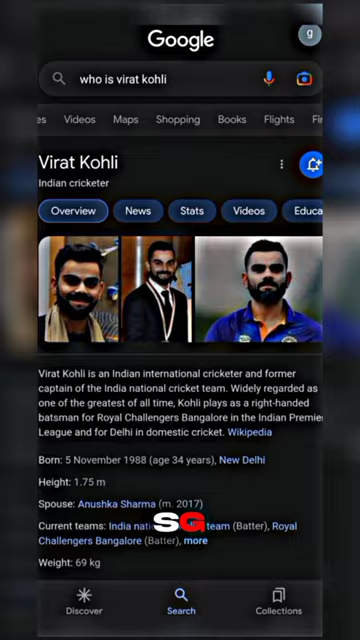 Google
g
who is virat kohli
es Videos Maps Shopping Books Flights Fin
Virat Kohli
Indian cricketer
Overview News Stats Videos Educa
Virat Kohli is an Indian international cricketer and former
captain of the India national cricket team. Widely regarded as
one of the greatest of all time, Kohli plays as a right-handed
batsman for Royal Challengers Bangalore in the Indian Premier
League and for Delhi in domestic cricket. Wikipedia
Born: 5 November 1988 (age 34 years), New Delhi
Height: 1.75 m
Spouse: Anushka Sharma (m. 2017)
SG
Current teams: India nati team (Batter), Royal
Challengers Bangalore (Batter), more
Weight: 69 kg
Discover Search Collections